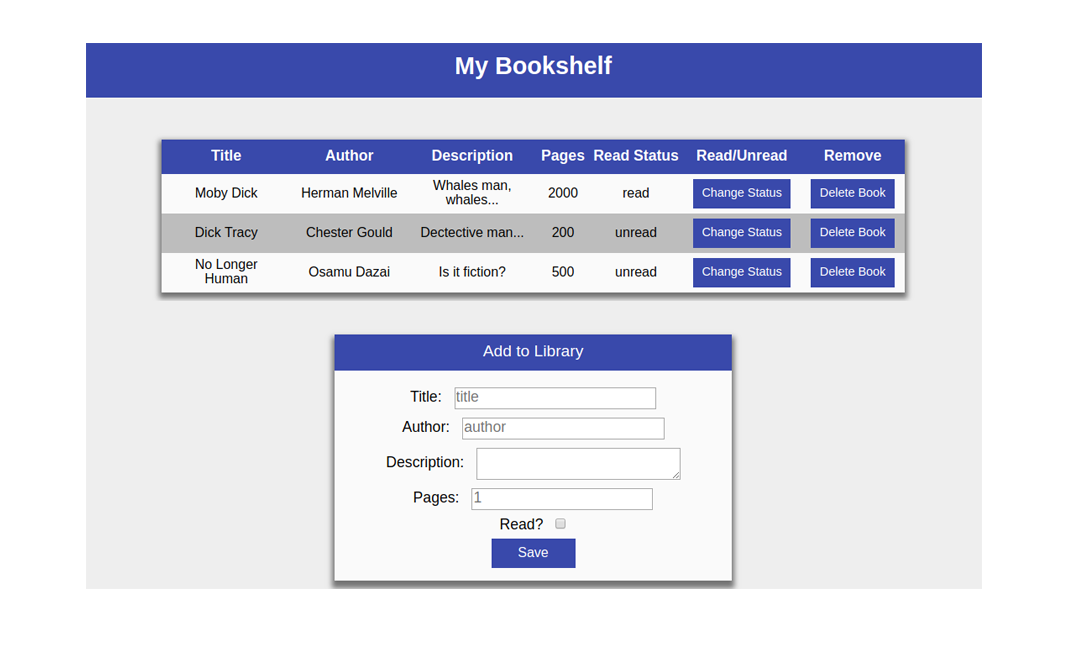 My Bookshelf
Title Author Description Pages Read Status Read/Unread Remove
Moby Dick Herman Melville Whales man, whales... 2000 read Change Status Delete Book
Dick Tracy Chester Gould Dectective man... 200 unread Change Status Delete Book
No Longer Human Osamu Dazai Is it fiction? 500 unread Change Status Delete Book
Add to Library
Title: title
Author: author
Description:
Pages: 1
Read?
Save